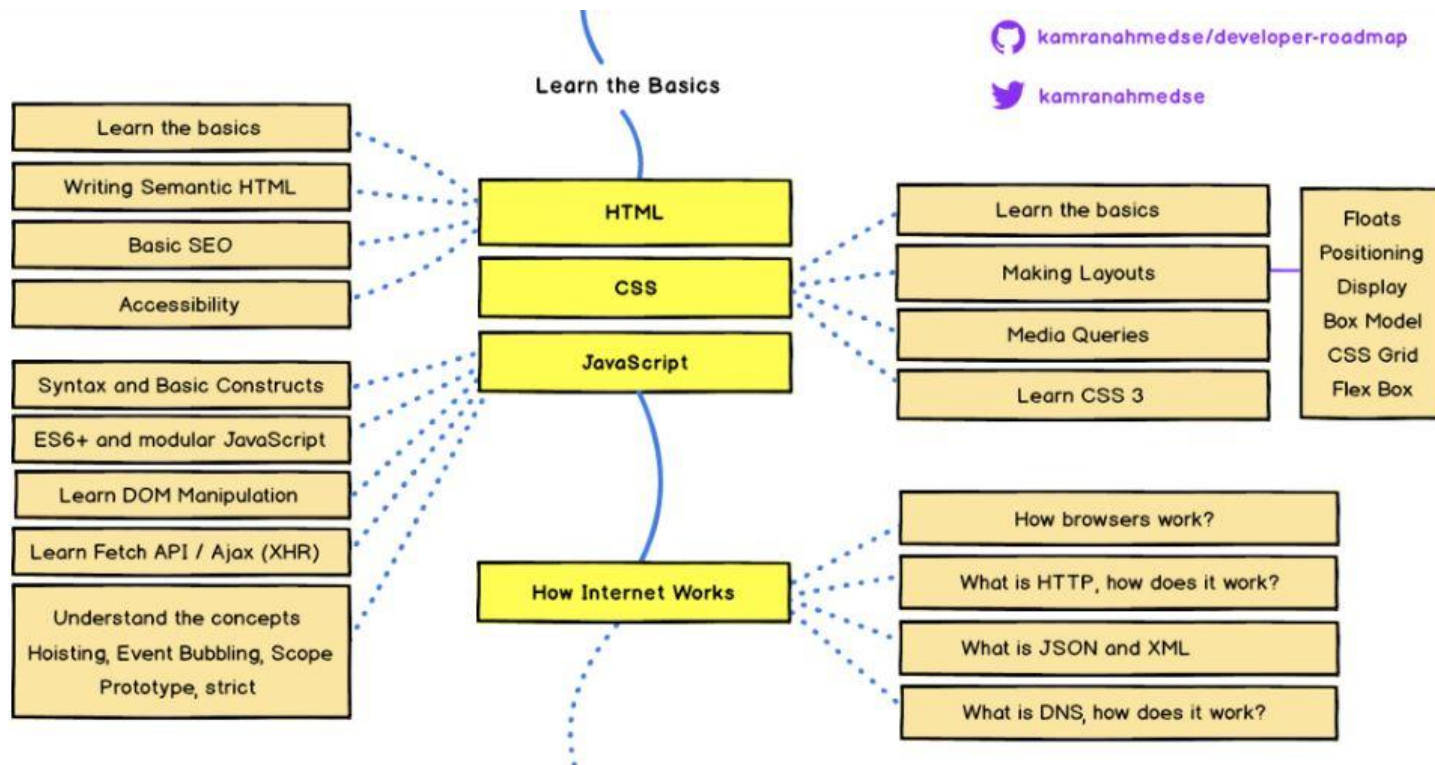 kamranahmedse/developer-roadmap
kamranahmedse
Learn the Basics
HTML
Learn the basics
Writing Semantic HTML
Basic SEO
Accessibility
CSS
Learn the basics
Making Layouts
Floats
Positioning
Display
Box Model
CSS Grid
Flex Box
Media Queries
Learn CSS 3
JavaScript
Syntax and Basic Constructs
ES6+ and modular JavaScript
Learn DOM Manipulation
Learn Fetch API / Ajax (XHR)
Understand the concepts
Hoisting, Event Bubbling, Scope
Prototype, strict
How Internet Works
How browsers work?
What is HTTP, how does it work?
What is JSON and XML
What is DNS, how does it work?